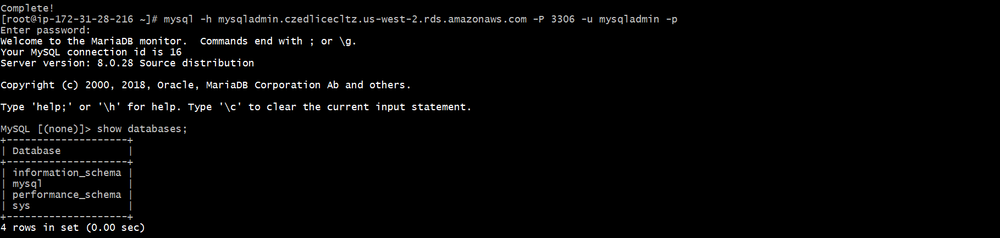 Complete!
[root@ip-172-31-28-216 ~]# mysql -h mysqladmin.czedlicecltz.us-west-2.rds.amazonaws.com -P 3306 -u mysqladmin -p
Enter password:
Welcome to the MariaDB monitor.  Commands end with ; or \g.
Your MySQL connection id is 16
Server version: 8.0.28 Source distribution

Copyright (c) 2000, 2018, Oracle, MariaDB Corporation Ab and others.

Type 'help;' or '\h' for help. Type '\c' to clear the current input statement.

MySQL [(none)]> show databases;
+--------------------+
| Database           |
+--------------------+
| information_schema |
| mysql              |
| performance_schema |
| sys                |
+--------------------+
4 rows in set (0.00 sec)